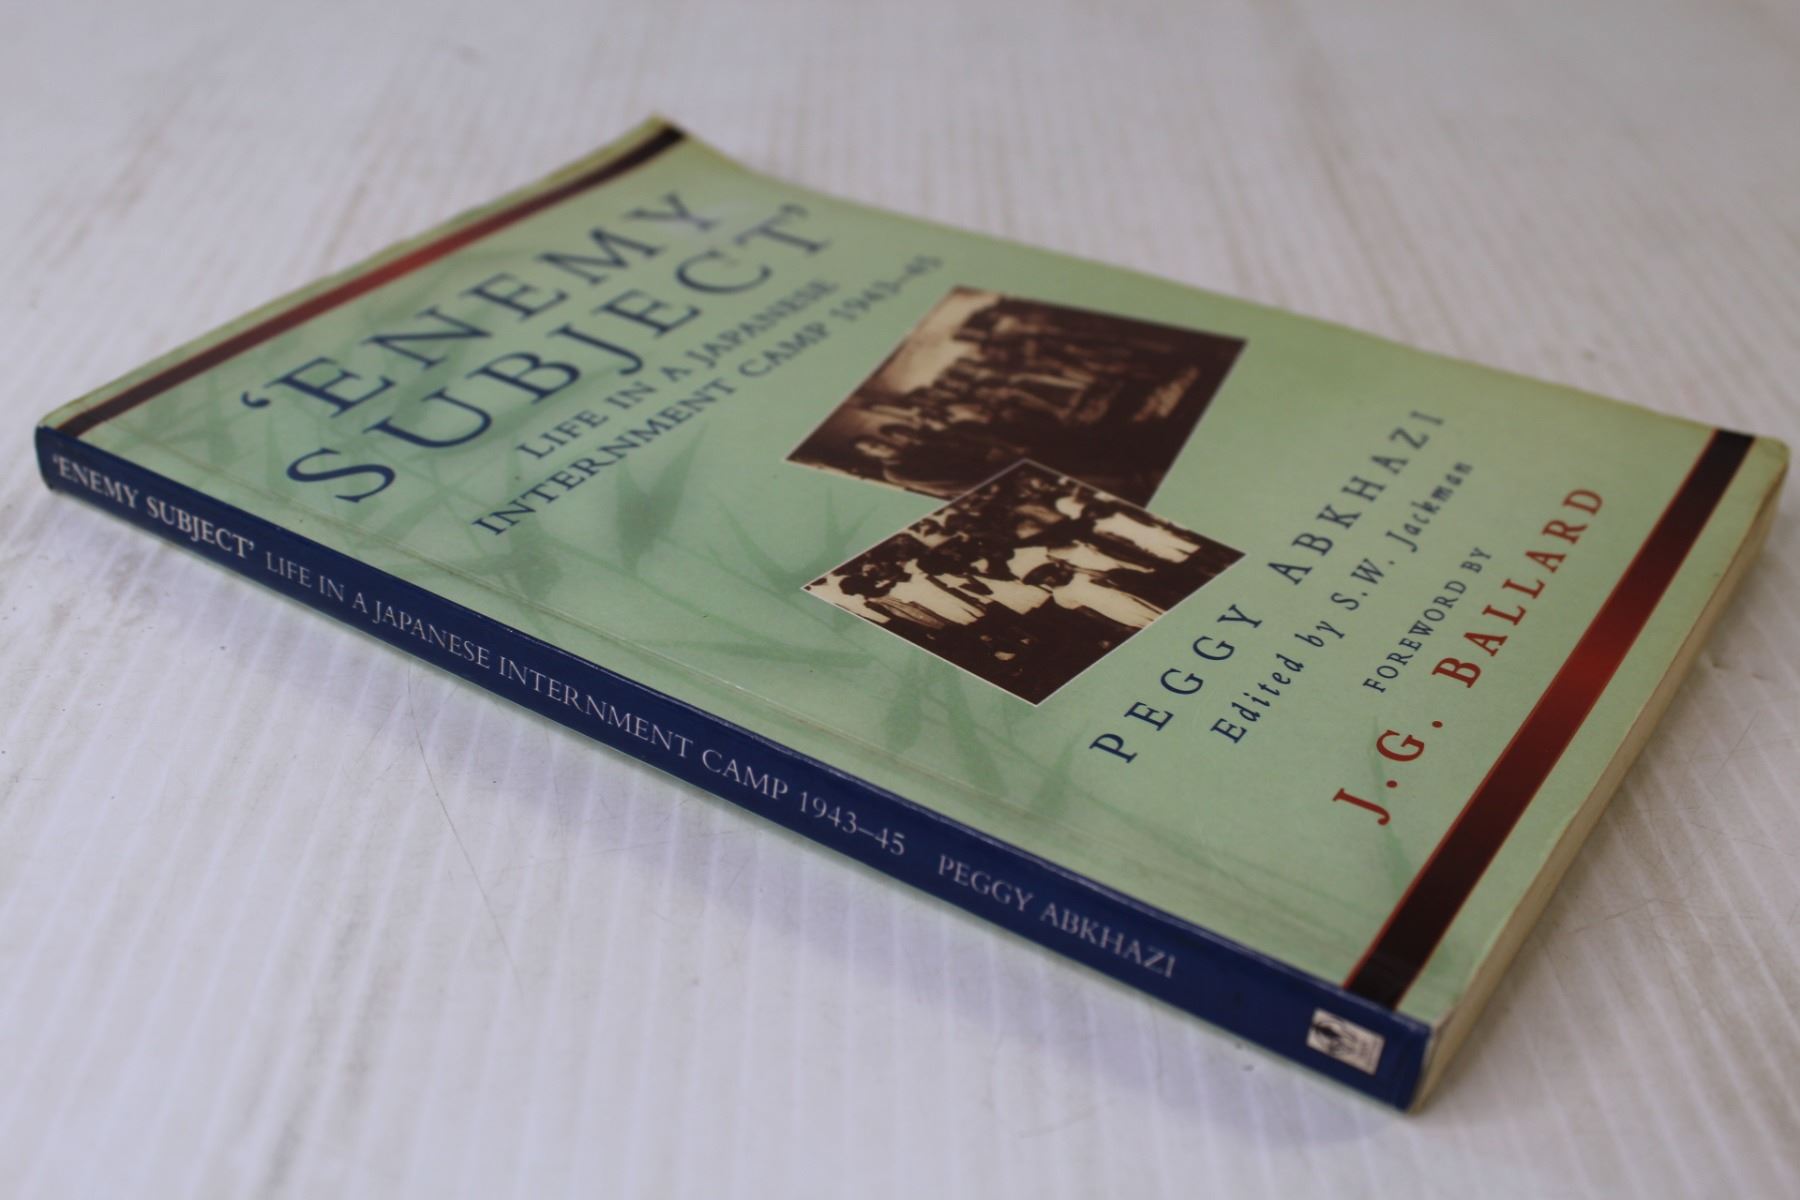 ‘ENEMY
SUBJECT’
LIFE IN A JAPANESE
INTERNMENT CAMP 1943–45
PEGGY ABKHAZI
Edited by S.W. Jackman
FOREWORD BY
J.G. BALLARD
‘ENEMY SUBJECT’ LIFE IN A JAPANESE INTERNMENT CAMP 1943–45 PEGGY ABKHAZI